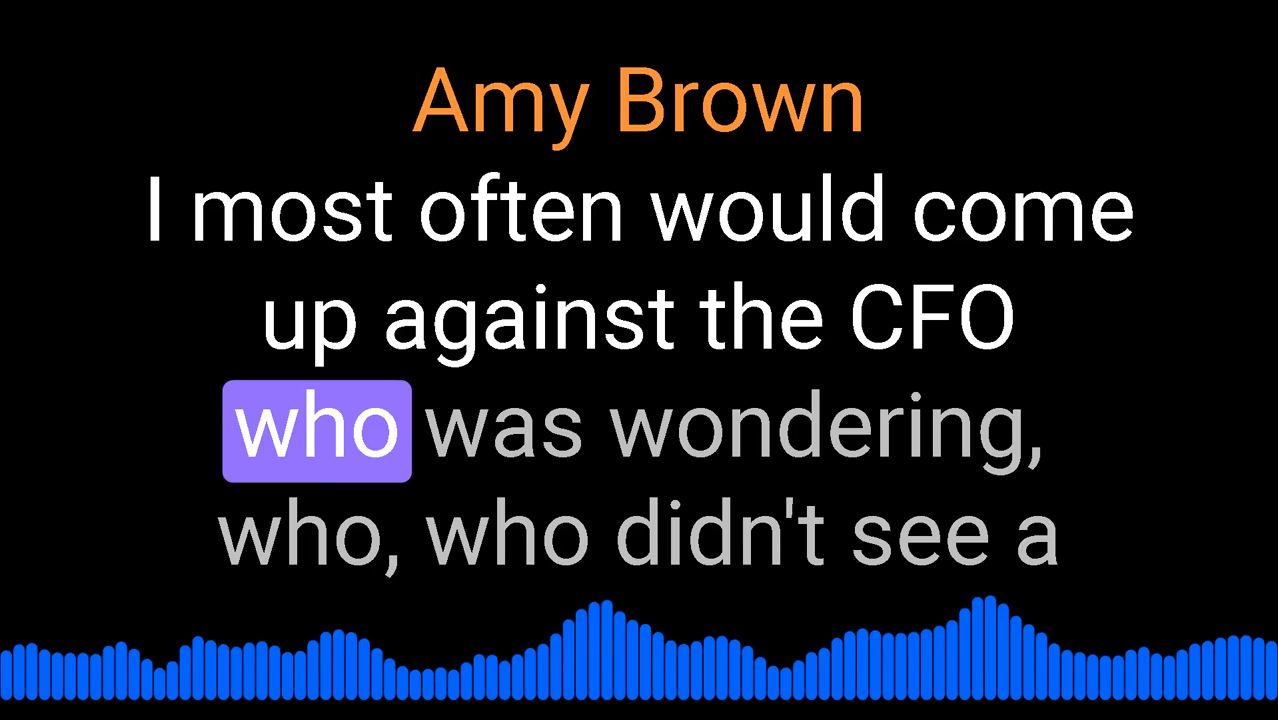 Amy Brown
I most often would come
up against the CFO
who was wondering,
who, who didn't see a